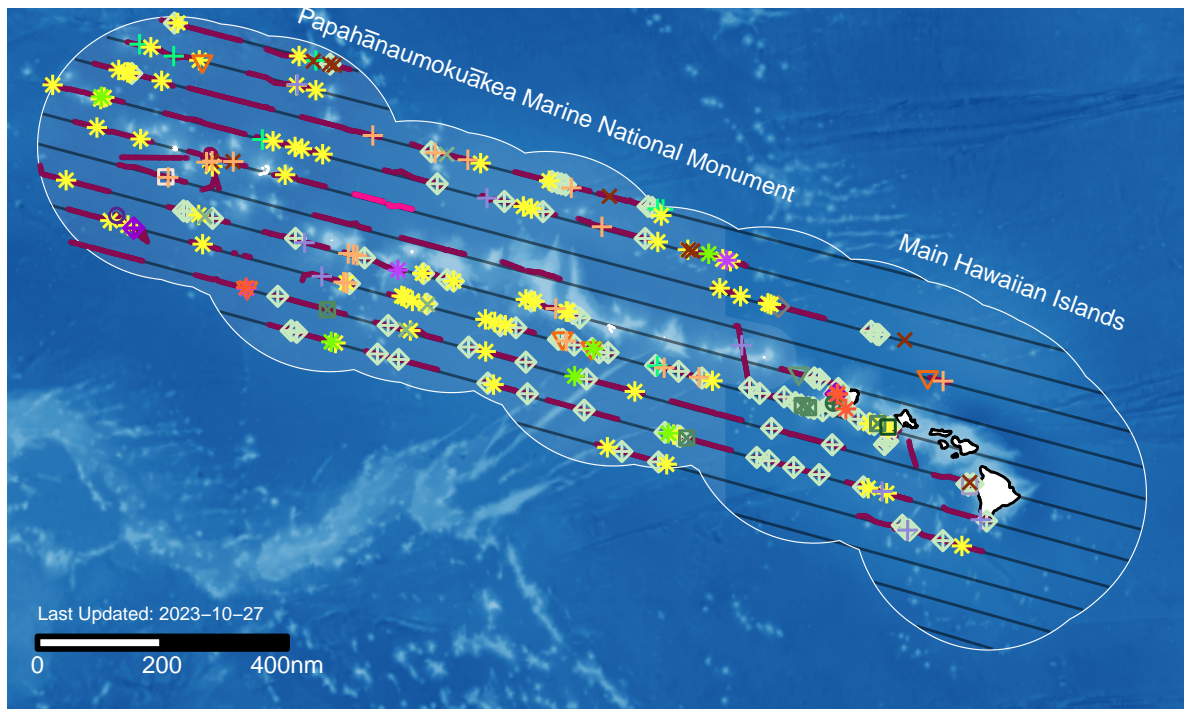 Papahānaumokuākea Marine National Monument
Main Hawaiian Islands
Last Updated: 2023−10−27
0 200 400nm